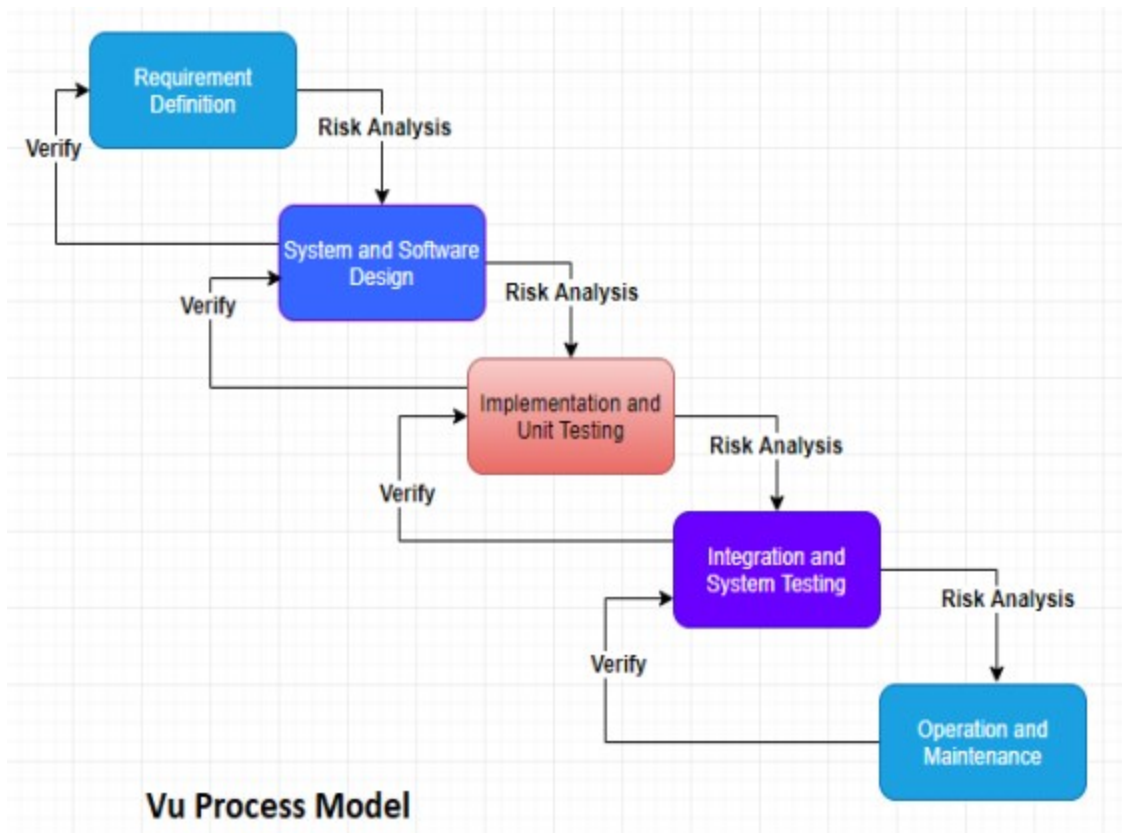 Requirement
Definition
Risk Analysis
Verify
System and Software
Design
Risk Analysis
Verify
Implementation and
Unit Testing
Risk Analysis
Verify
Integration and
System Testing
Risk Analysis
Verify
Operation and
Maintenance
Vu Process Model